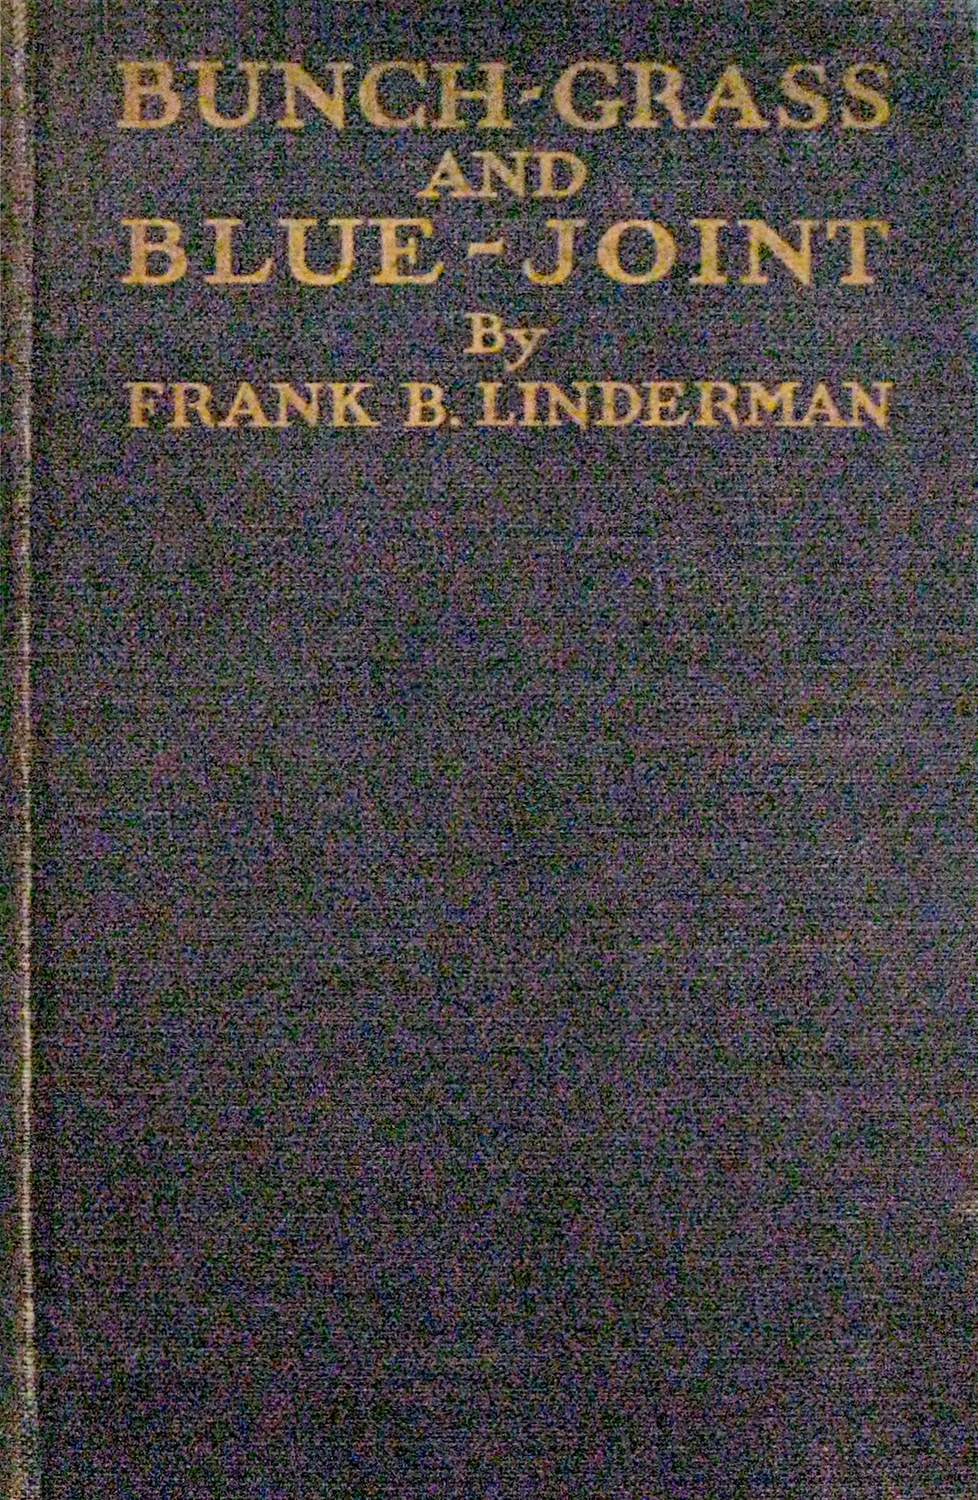 BUNCH-GRASS
AND
BLUE-JOINT
By
FRANK B. LINDERMAN